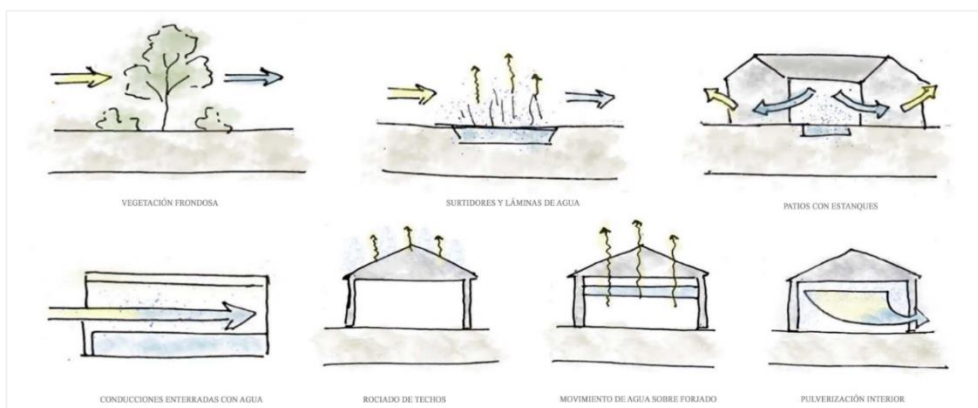 VEGETACIÓN FRONDOSA
SURTIDORES Y LÁMINAS DE AGUA
PATIOS CON ESTANQUES
CONDUCCIONES ENTERRADAS CON AGUA
ROCIADO DE TECHOS
MOVIMIENTO DE AGUA SOBRE FORJADO
PULVERIZACIÓN INTERIOR